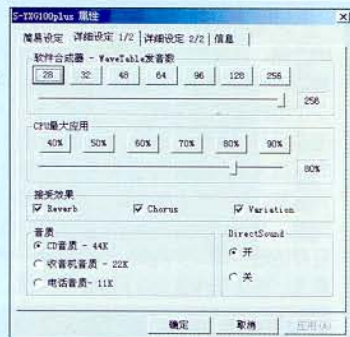 S-YXG100plus 属性
简易设定 详细设定 1/2 详细设定 2/2 信息
软件合成器 - WaveTable发音数
28 32 48 64 96 128 256
256
CPU最大应用
40% 50% 60% 70% 80% 90%
80%
接受效果
Reverb Chorus Variation
音质 DirectSound
CD音质 - 44K 开
收音机音质 - 22K
电话音质- 11K 关
确定 取消 应用(A)